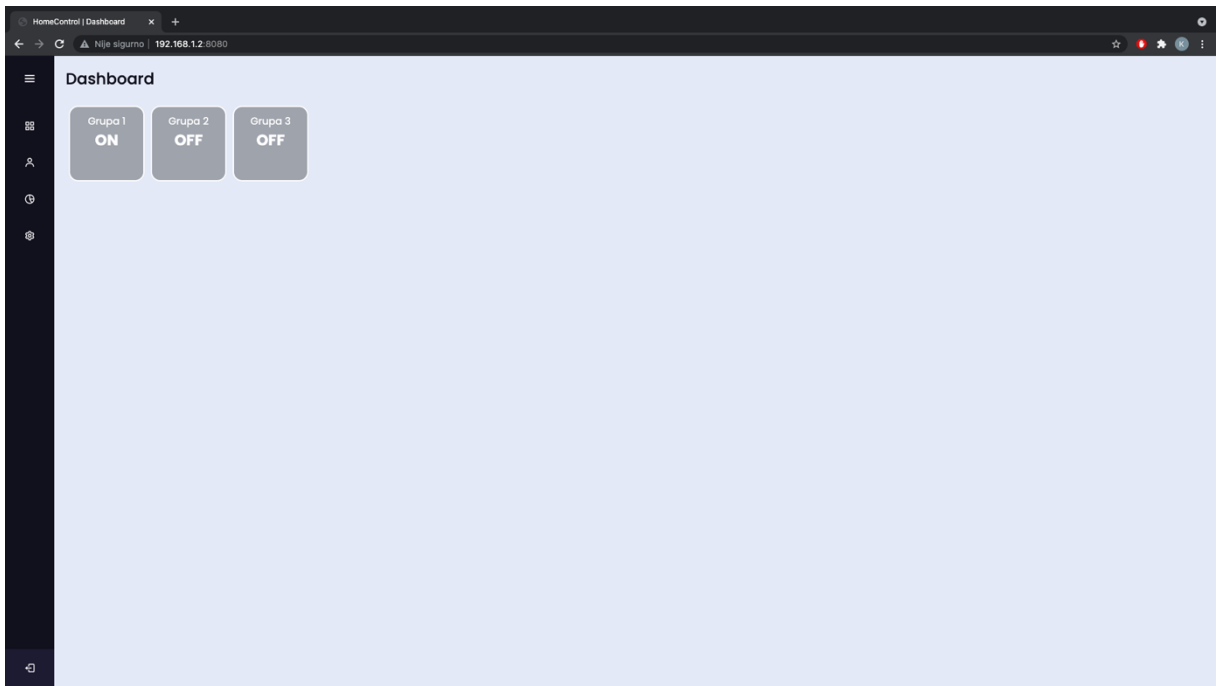 HomeControl | Dashboard
Nije sigurno | 192.168.1.2:8080
K
Dashboard
Grupa 1
ON
Grupa 2
OFF
Grupa 3
OFF